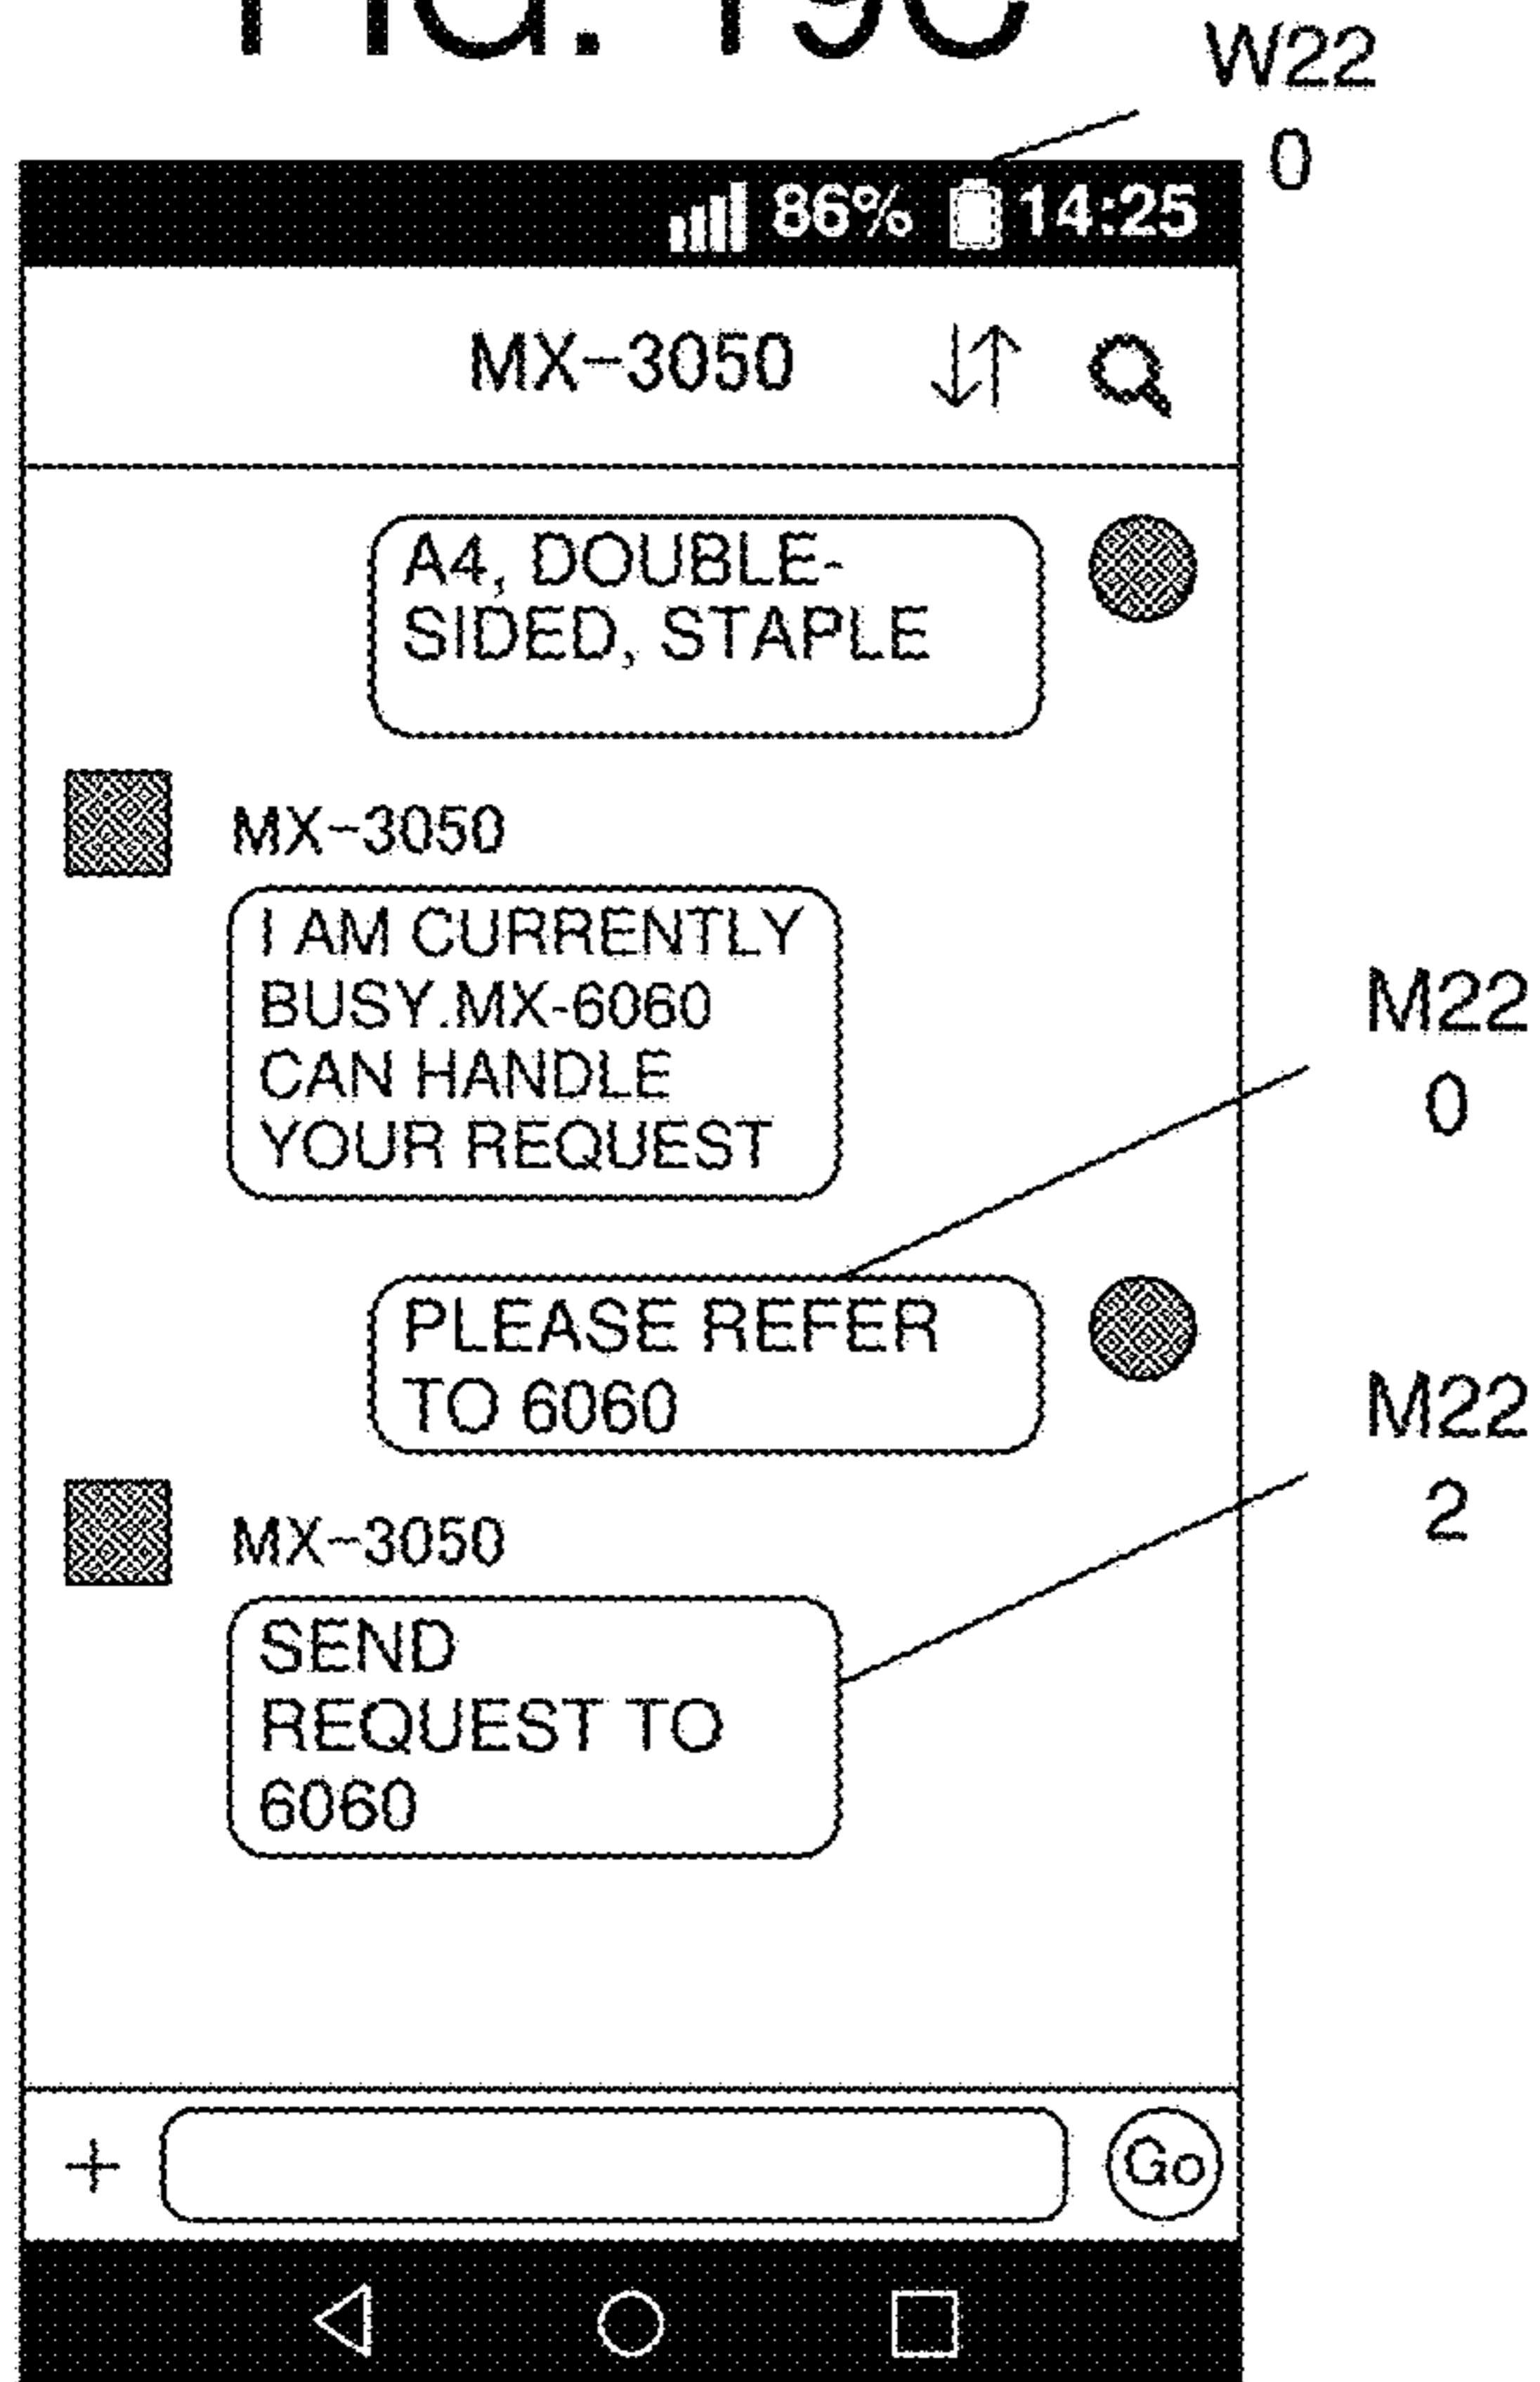 FIG. 19C
W22
0
86% 14:25
MX-3050
A4, DOUBLE-
SIDED, STAPLE
MX-3050
I AM CURRENTLY
BUSY.MX-6060
CAN HANDLE
YOUR REQUEST
M22
0
PLEASE REFER
TO 6060
M22
2
MX-3050
SEND
REQUEST TO
6060
+
Go